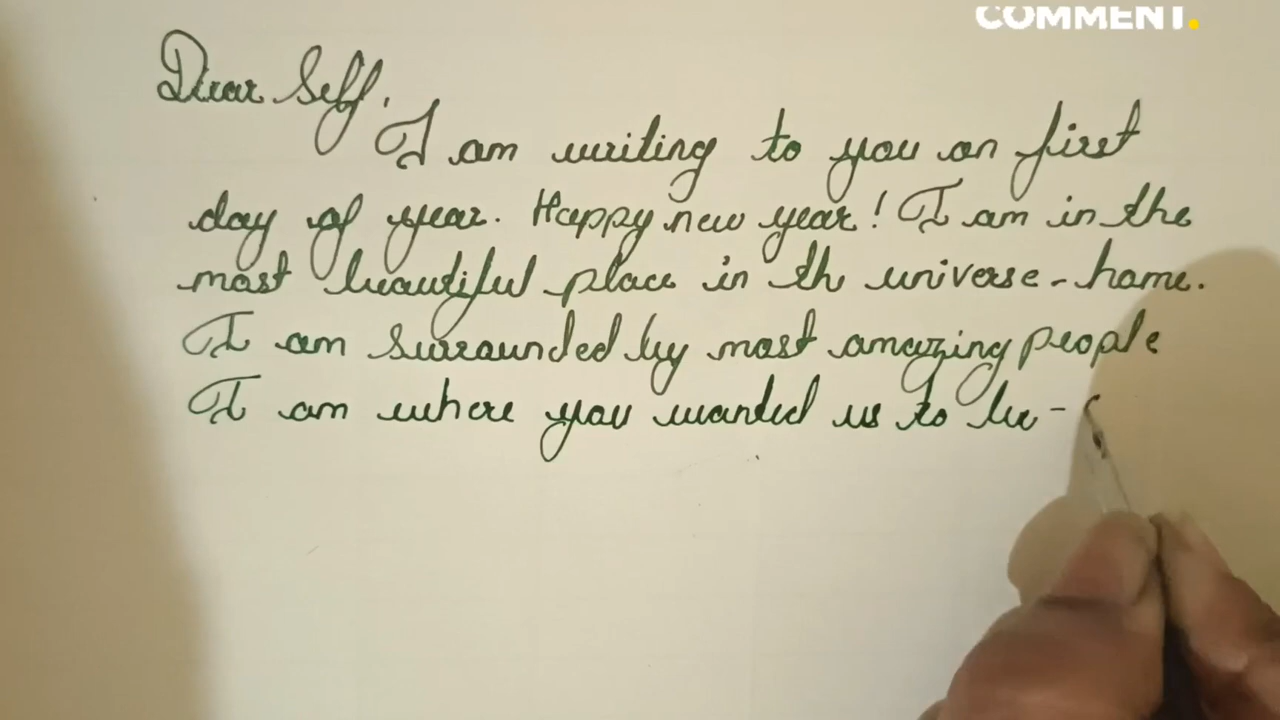 COMMENT.
Dear Self,
I am writing to you on first
day of year. Happy new year! I am in the
most beautiful place in the universe - home.
I am surrounded by most amazing people
I am where you wanted us to be -